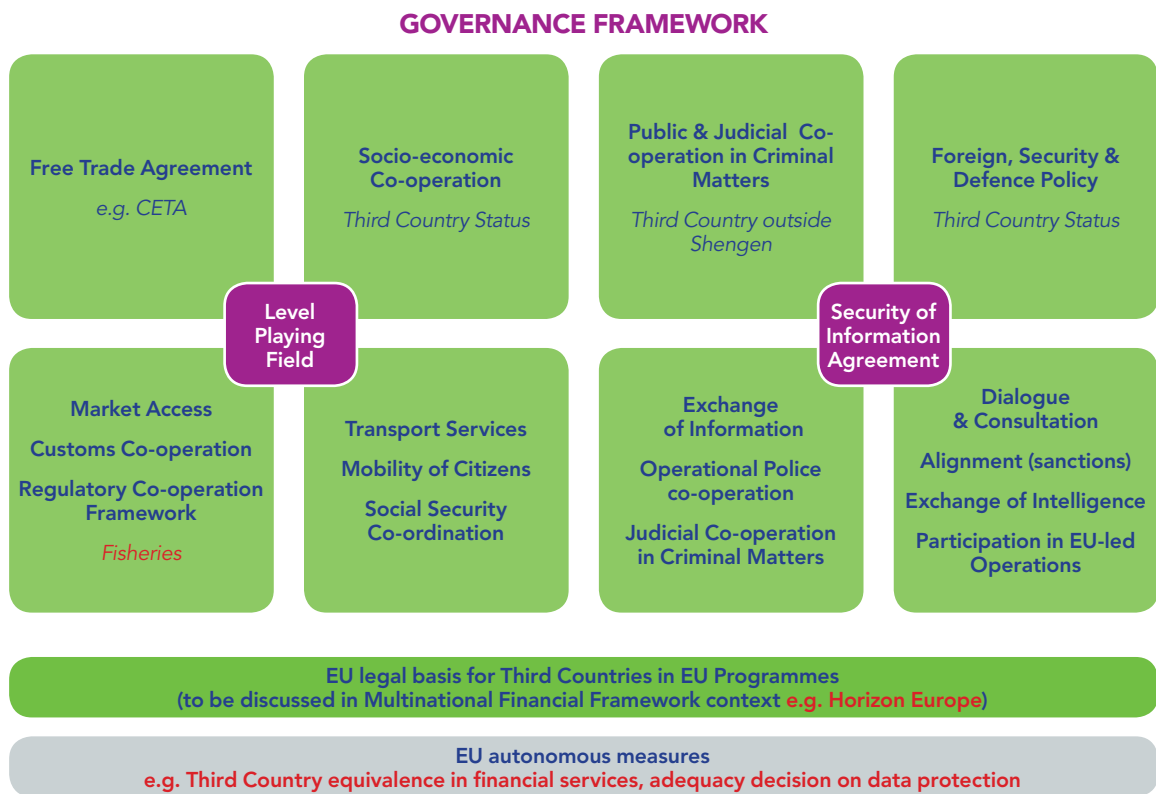 GOVERNANCE FRAMEWORK
Free Trade Agreement
e.g. CETA
Socio-economic
Co-operation
Third Country Status
Public & Judicial Co-
operation in Criminal
Matters
Third Country outside
Shengen
Foreign, Security &
Defence Policy
Third Country Status
Level
Playing
Field
Security of
Information
Agreement
Market Access
Customs Co-operation
Regulatory Co-operation
Framework
Fisheries
Transport Services
Mobility of Citizens
Social Security
Co-ordination
Exchange
of Information
Operational Police
co-operation
Judicial Co-operation
in Criminal Matters
Dialogue
& Consultation
Alignment (sanctions)
Exchange of Intelligence
Participation in EU-led
Operations
EU legal basis for Third Countries in EU Programmes
(to be discussed in Multinational Financial Framework context e.g. Horizon Europe)
EU autonomous measures
e.g. Third Country equivalence in financial services, adequacy decision on data protection